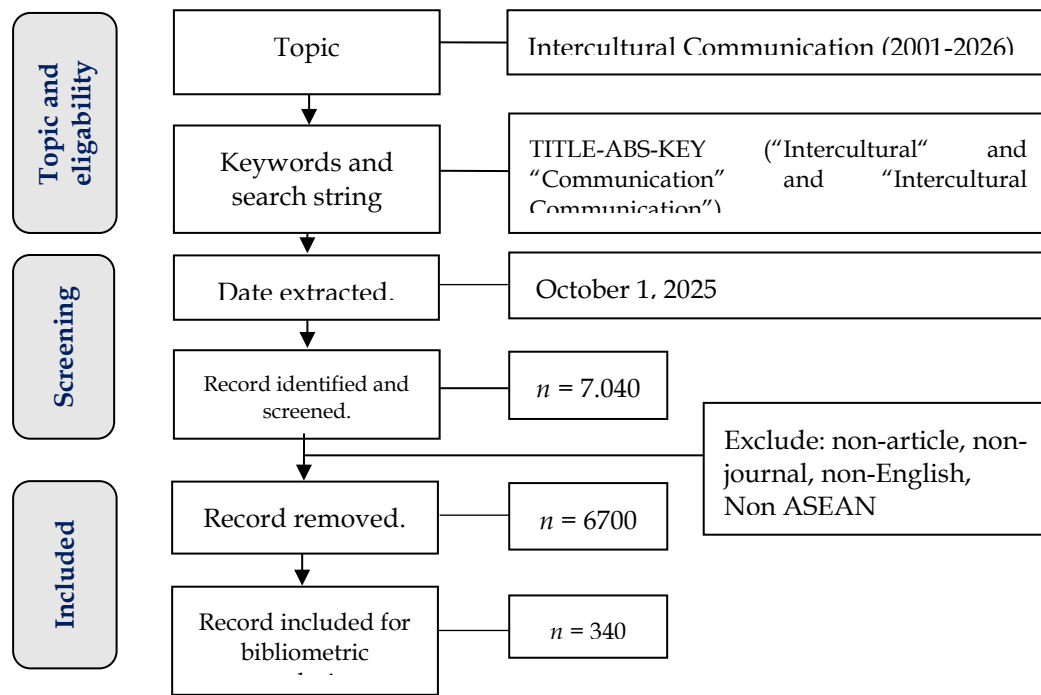 Topic and
eligability
Topic
Intercultural Communication (2001-2026)
Keywords and
search string
TITLE-ABS-KEY (“Intercultural“ and
“Communication” and “Intercultural
Communication”)
Screening
Date extracted.
October 1, 2025
Record identified and
screened.
n = 7.040
Exclude: non-article, non-
journal, non-English,
Non ASEAN
Included
Record removed.
n = 6700
Record included for
bibliometric
n = 340